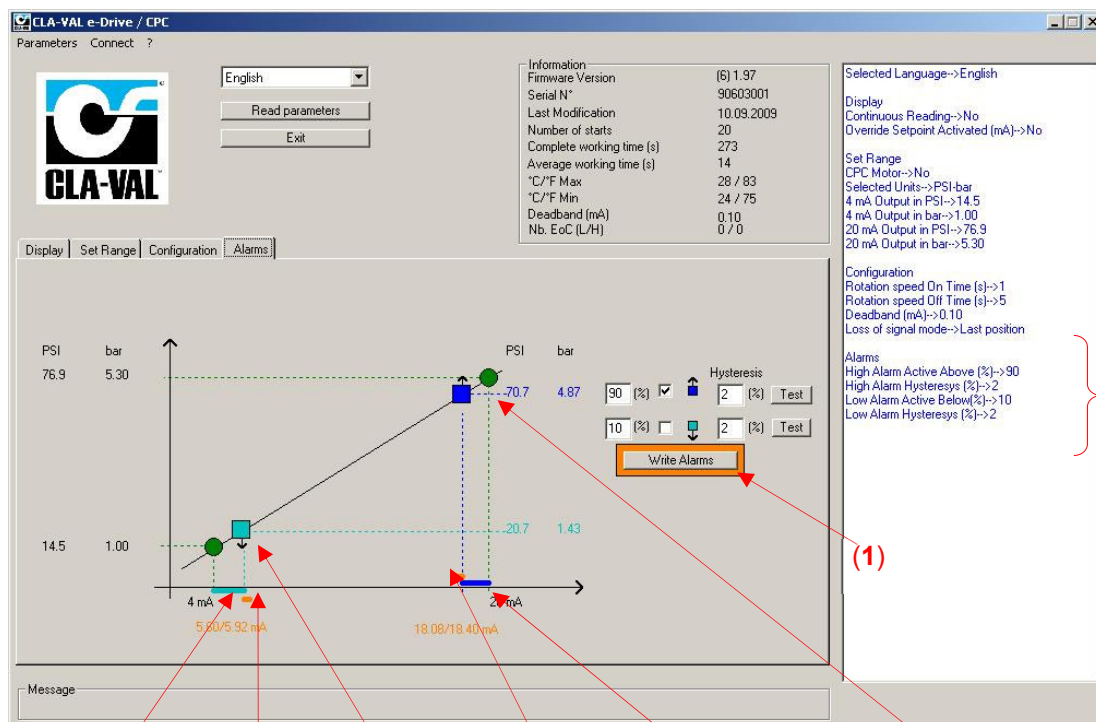 CLA-VAL e-Drive / CPC
Parameters Connect ?
CLA-VAL
English
Read parameters
Exit
Information
Firmware Version (6) 1.97
Serial N° 90603001
Last Modification 10.09.2009
Number of starts 20
Complete working time (s) 273
Average working time (s) 14
°C/°F Max 28 / 83
°C/°F Min 24 / 75
Deadband (mA) 0.10
Nb. EoC (L/H) 0 / 0
Display Set Range Configuration Alarms
PSI bar
76.9 5.30
14.5 1.00
PSI bar
70.7 4.87
20.7 1.43
4 mA
mA
5.60/5.92 mA
18.08/18.40 mA
Hysteresis
90 (%) 2 (%) Test
10 (%) 2 (%) Test
Write Alarms
(1)
Message
Selected Language-->English
Display
Continuous Reading-->No
Override Setpoint Activated (mA)-->No
Set Range
CPC Motor-->No
Selected Units-->PSI-bar
4 mA Output in PSI-->14.5
4 mA Output in bar-->1.00
20 mA Output in PSI-->76.9
20 mA Output in bar-->5.30
Configuration
Rotation speed On Time (s)-->1
Rotation speed Off Time (s)-->5
Deadband (mA)-->0.10
Loss of signal mode-->Last position
Alarms
High Alarm Active Above (%)-->90
High Alarm Hysteresys (%)-->2
Low Alarm Active Below(%)-->10
Low Alarm Hysteresys (%)-->2